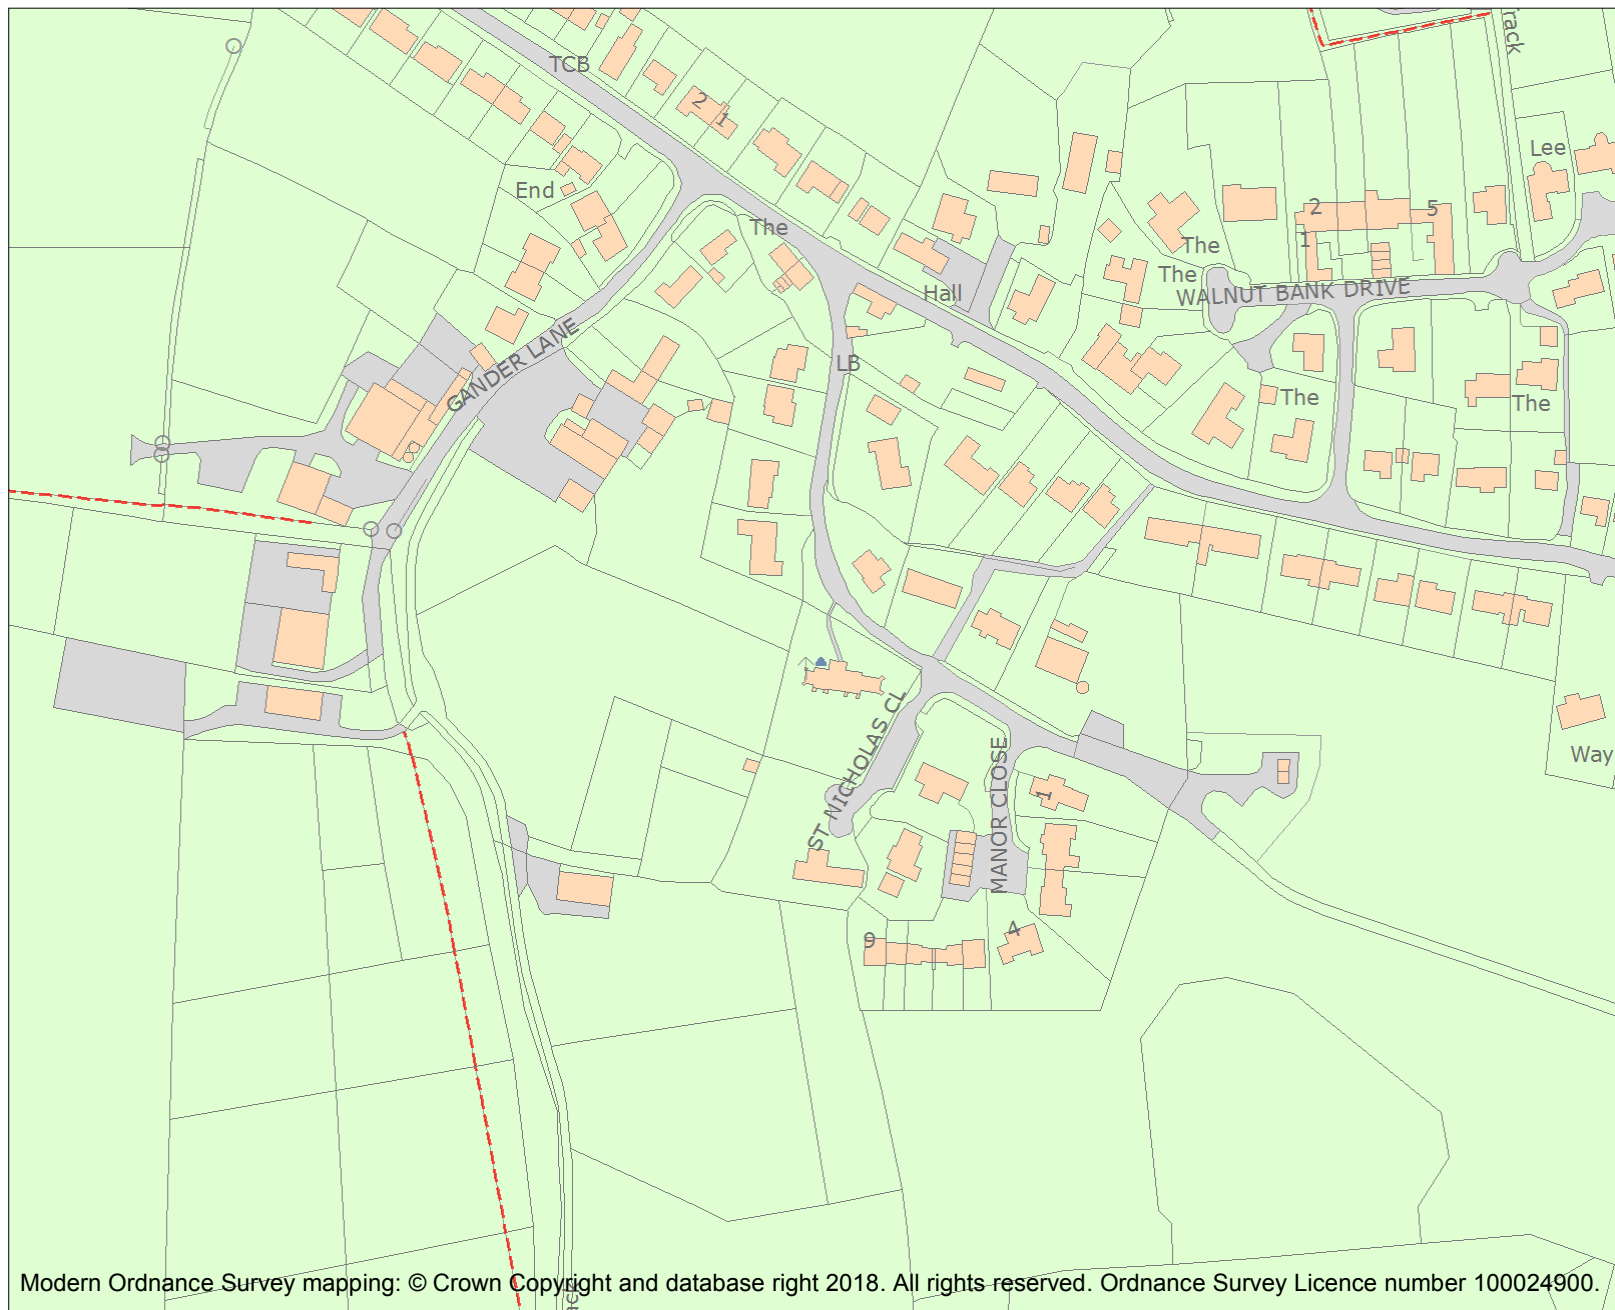 TCB
Track
2
1
Lee
End
The
2
5
The
1
The
Hall
WALNUT BANK DRIVE
GANDER LANE
LB
The
The
ST NICHOLAS CL
MANOR CLOSE
Way
1
9
4
Modern Ordnance Survey mapping: © Crown Copyright and database right 2018. All rights reserved. Ordnance Survey Licence number 100024900.